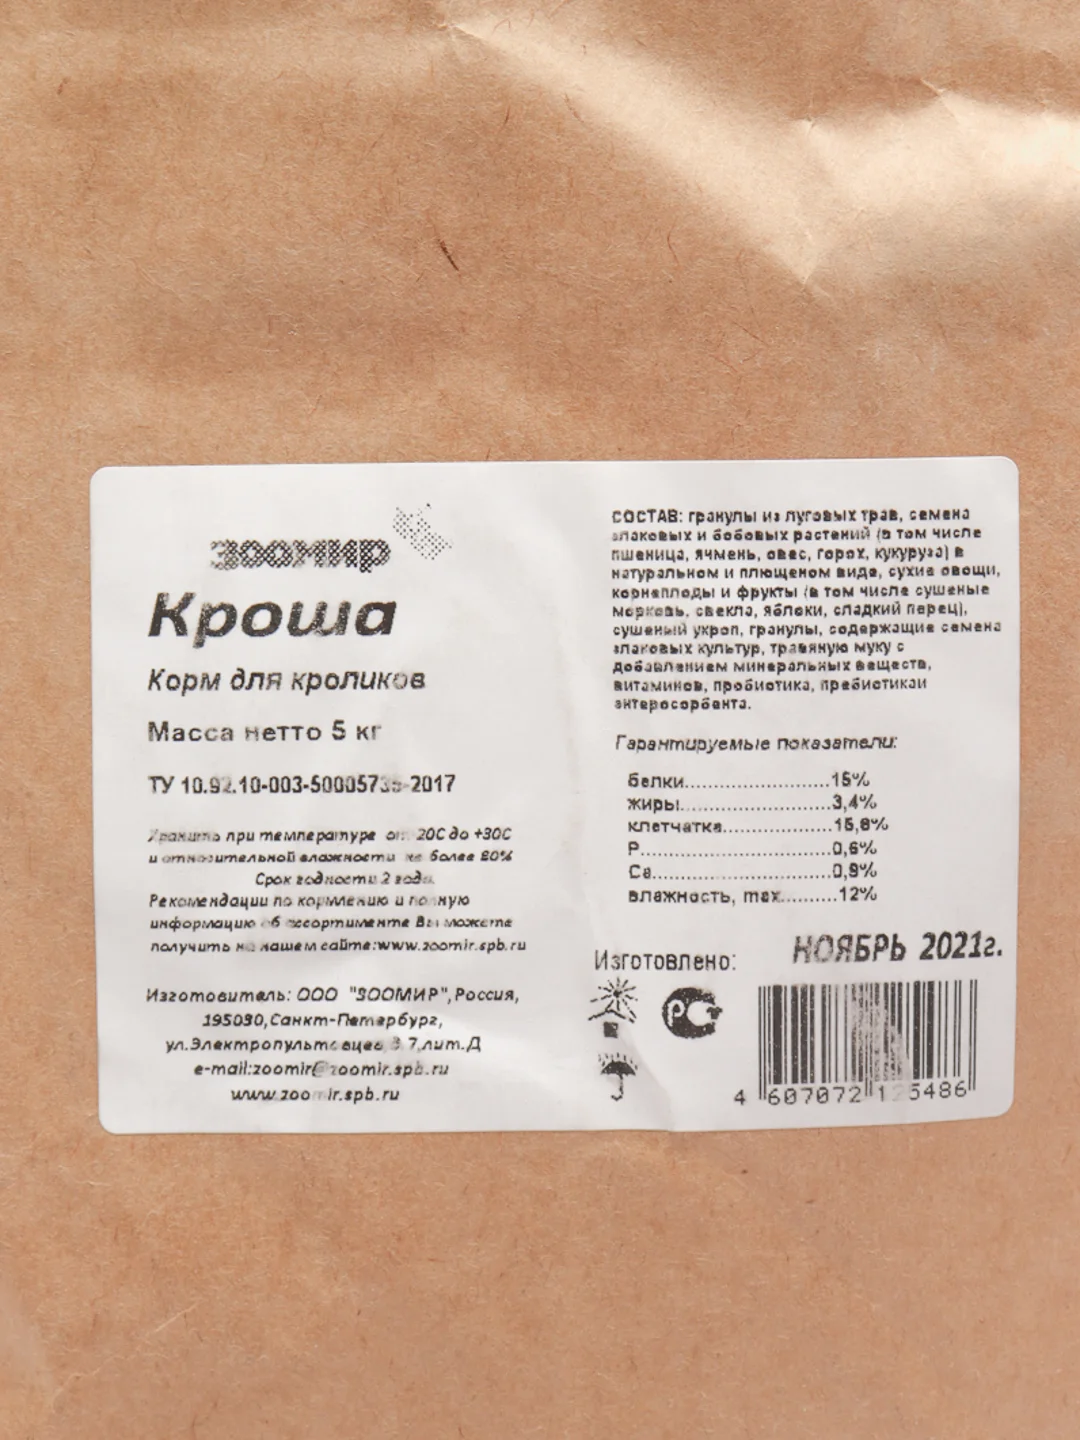 ЗООМИР
Кроша
Корм для кроликов
Масса нетто 5 кг
ТУ 10.92.10-003-2017
Хранить при температуре от 20С до +30С
и относительной влажности не более 80%
Срок годности 2 года.
Рекомендации по кормлению и полную
информацию об ассортименте Вы можете
получить на нашем сайте:www.zoomir.spb.ru
Изготовитель: ООО "ЗООМИР",Россия,
195030,Санкт-Петербург,
ул.Электропультовцев 7,лит.Д
e-mail:zoomir@zoomir.spb.ru
www.zoomir.spb.ru
СОСТАВ: гранулы из луговых трав, семена
злаковых и бобовых растений (в том числе
пшеница, ячмень, овес, горох, кукуруза) в
натуральном и плющеном виде, сухие овощи,
корнеплоды и фрукты (в том числе сушеные
морковь, свекла, яблоки, сладкий перец),
сушеный укроп, гранулы, содержащие семена
злаковых культур, травяную муку с
добавлением минеральных веществ,
витаминов, пробиотика, пребиотикаи
энтеросорбента.
Гарантируемые показатели:
белки....................15%
жиры.....................3,4%
клетчатка...............15,8%
P...........................0,6%
Ca.........................0,9%
влажность, max..........12%
Изготовлено: НОЯБРЬ 2021г.
4 607072 486